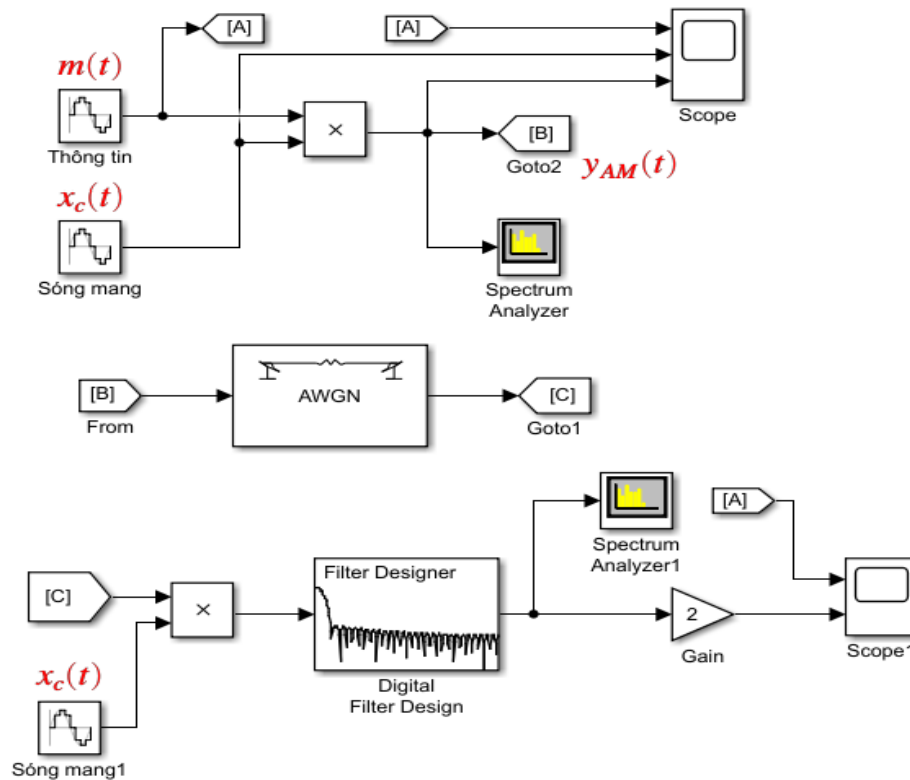 [A]
[A]
m(t)
Thông tin
×
Scope
[B]
Goto2
y_AM(t)
x_c(t)
Sóng mang
Spectrum
Analyzer
[B]
From
AWGN
[C]
Goto1
[A]
Spectrum
Analyzer1
Filter Designer
[C]
×
2
Gain
Scope1
Digital
Filter Design
x_c(t)
Sóng mang1